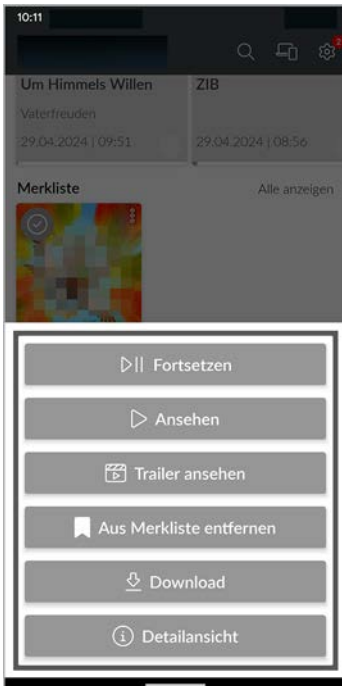 10:11
2
Um Himmels Willen
ZIB
Vaterfreuden
29.04.2024 | 09:51
29.04.2024 | 08:56
Merkliste
Alle anzeigen
Fortsetzen
Ansehen
Trailer ansehen
Aus Merkliste entfernen
Download
Detailansicht